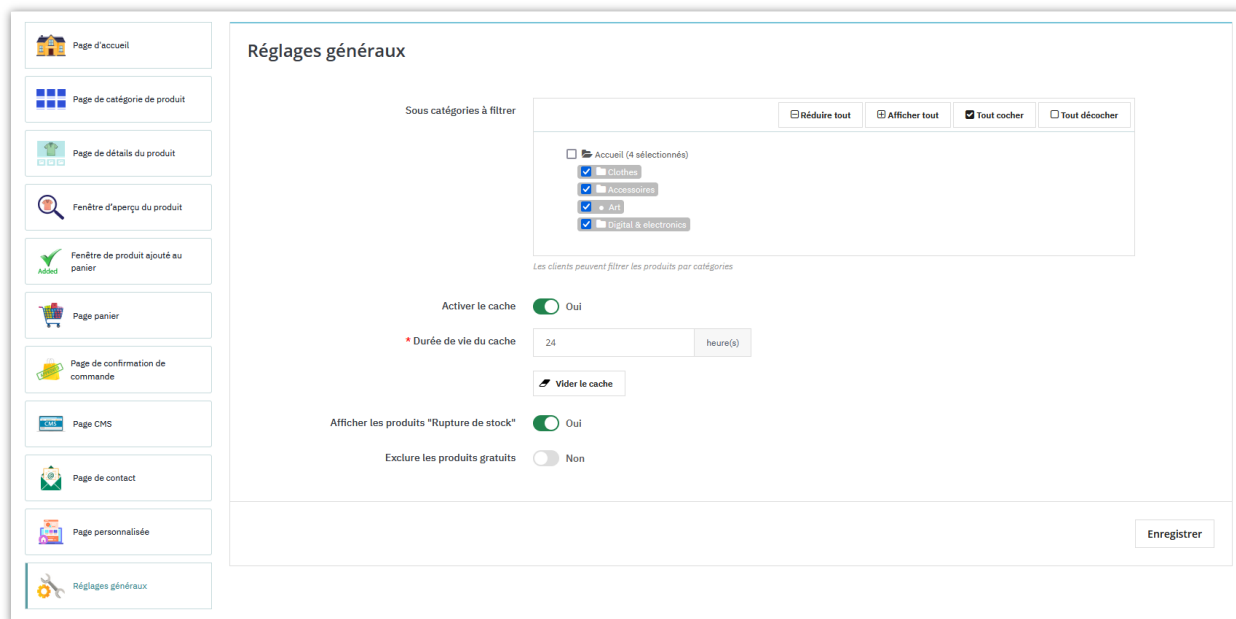 Page d'accueil
Page de catégorie de produit
Page de détails du produit
Fenêtre d'aperçu du produit
Added
Fenêtre de produit ajouté au
panier
Page panier
Page de confirmation de
commande
CMS
Page CMS
Page de contact
Page personnalisée
Réglages généraux
Réglages généraux
Sous catégories à filtrer
Réduire tout
Afficher tout
Tout cocher
Tout décocher
Accueil (4 sélectionnés)
Clothes
Accessoires
Art
Digital & electronics
Les clients peuvent filtrer les produits par catégories
Activer le cache
Oui
* Durée de vie du cache
24
heure(s)
Vider le cache
Afficher les produits "Rupture de stock"
Oui
Exclure les produits gratuits
Non
Enregistrer